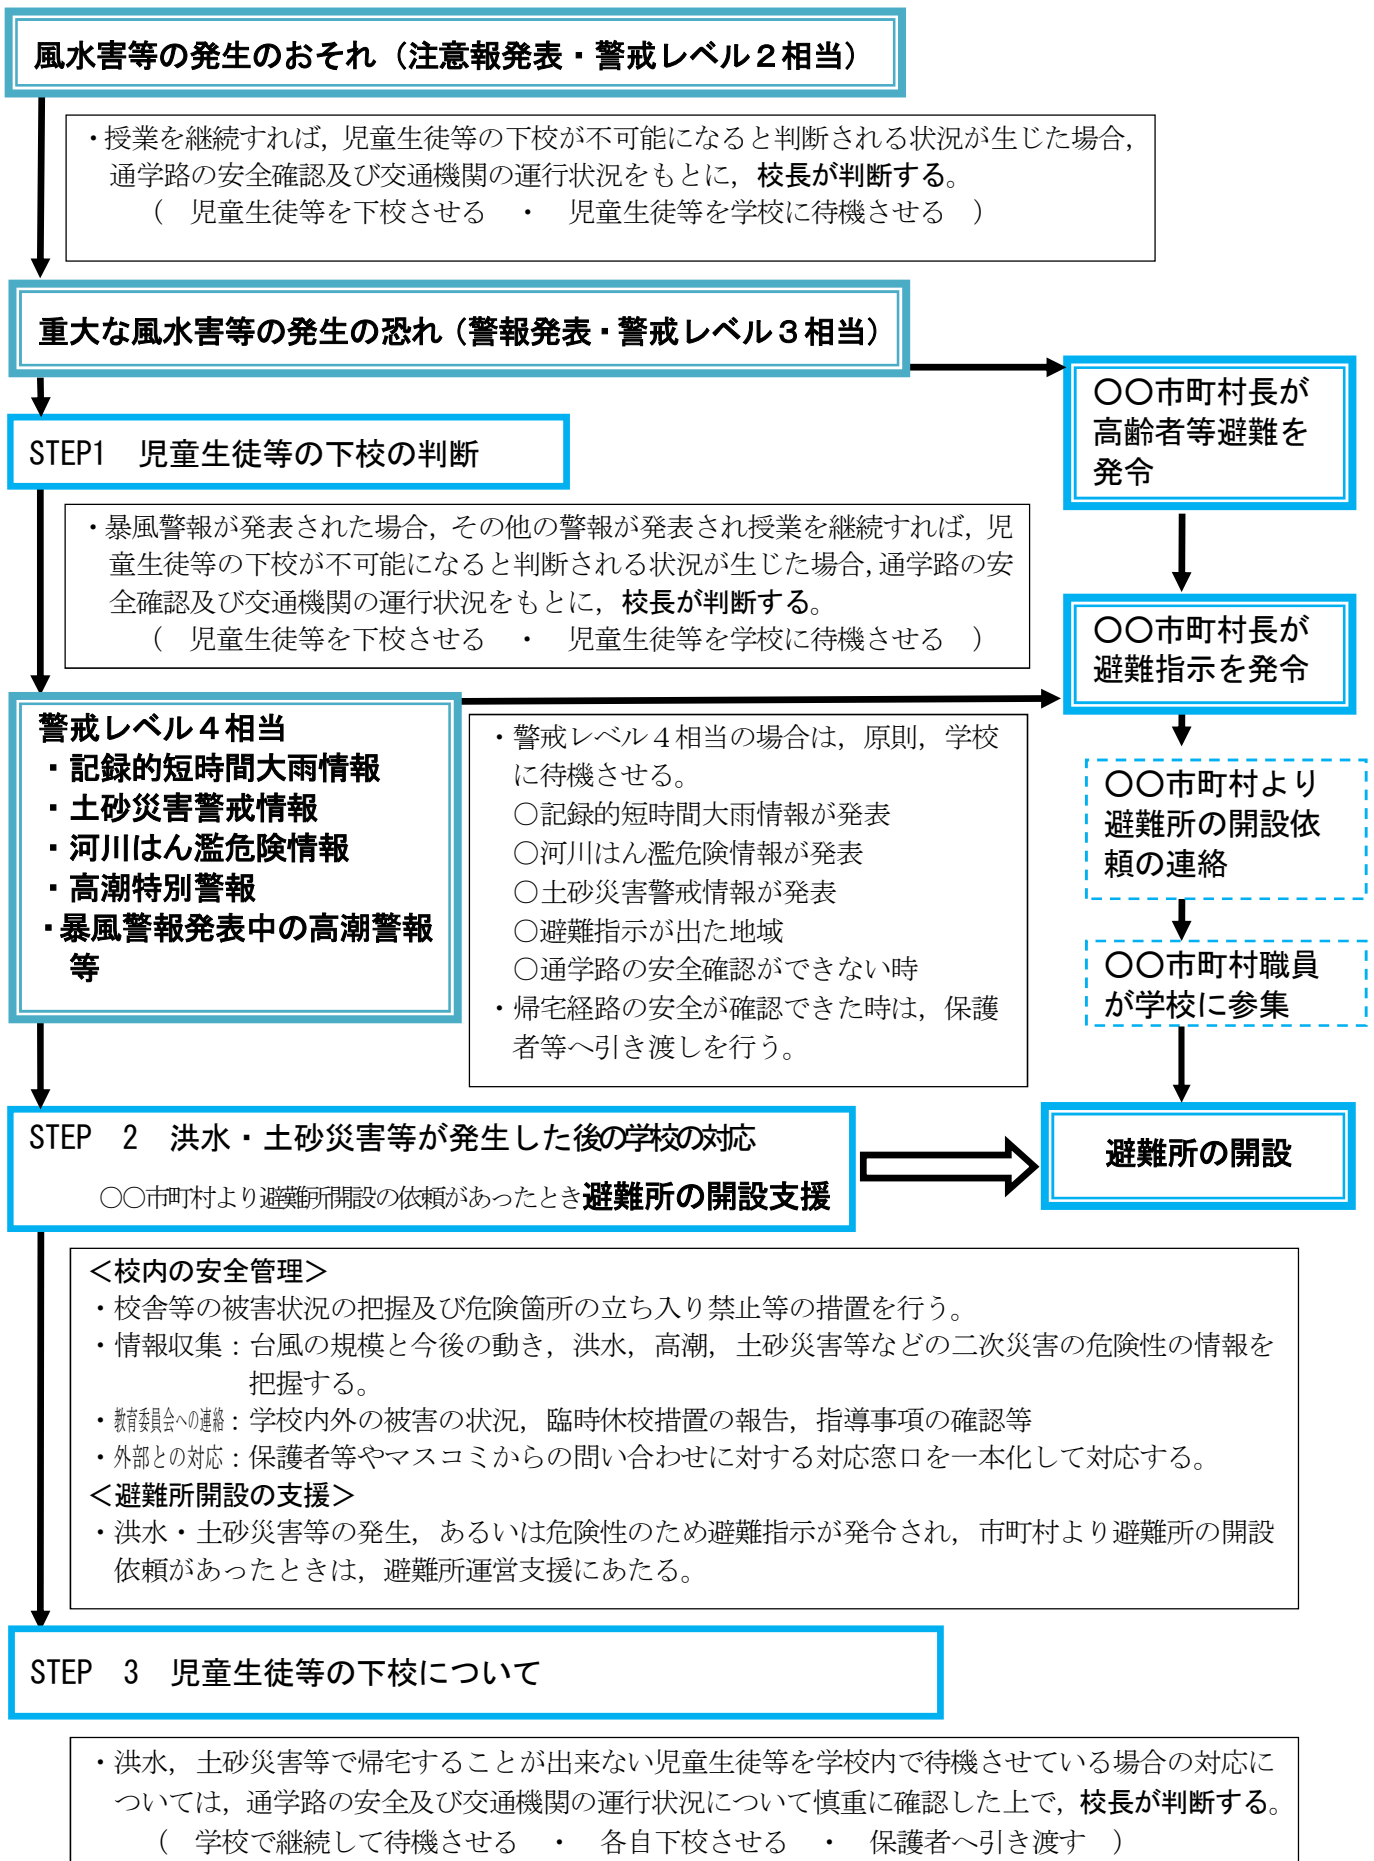 風水害等の発生のおそれ（注意報発表・警戒レベル２相当）
・授業を継続すれば，児童生徒等の下校が不可能になると判断される状況が生じた場合，
通学路の安全確認及び交通機関の運行状況をもとに，校長が判断する。
（　児童生徒等を下校させる　・　児童生徒等を学校に待機させる　）
重大な風水害等の発生の恐れ（警報発表・警戒レベル３相当）
〇〇市町村長が
高齢者等避難を
発令
STEP1　児童生徒等の下校の判断
・暴風警報が発表された場合，その他の警報が発表され授業を継続すれば，児
童生徒等の下校が不可能になると判断される状況が生じた場合，通学路の安
全確認及び交通機関の運行状況をもとに，校長が判断する。
（　児童生徒等を下校させる　・　児童生徒等を学校に待機させる　）
〇〇市町村長が
避難指示を発令
警戒レベル４相当
・記録的短時間大雨情報
・土砂災害警戒情報
・河川はん濫危険情報
・高潮特別警報
・暴風警報発表中の高潮警報
等
・警戒レベル４相当の場合は，原則，学校
に待機させる。
○記録的短時間大雨情報が発表
○河川はん濫危険情報が発表
○土砂災害警戒情報が発表
○避難指示が出た地域
○通学路の安全確認ができない時
・帰宅経路の安全が確認できた時は，保護
者等へ引き渡しを行う。
〇〇市町村より
避難所の開設依
頼の連絡
〇〇市町村職員
が学校に参集
STEP　2　洪水・土砂災害等が発生した後の学校の対応
〇〇市町村より避難所開設の依頼があったとき避難所の開設支援
避難所の開設
＜校内の安全管理＞
・校舎等の被害状況の把握及び危険箇所の立ち入り禁止等の措置を行う。
・情報収集：台風の規模と今後の動き，洪水，高潮，土砂災害等などの二次災害の危険性の情報を
把握する。
・教育委員会への連絡：学校内外の被害の状況，臨時休校措置の報告，指導事項の確認等
・外部との対応：保護者等やマスコミからの問い合わせに対する対応窓口を一本化して対応する。
＜避難所開設の支援＞
・洪水・土砂災害等の発生，あるいは危険性のため避難指示が発令され，市町村より避難所の開設
依頼があったときは，避難所運営支援にあたる。
STEP　3　児童生徒等の下校について
・洪水，土砂災害等で帰宅することが出来ない児童生徒等を学校内で待機させている場合の対応に
ついては，通学路の安全及び交通機関の運行状況について慎重に確認した上で，校長が判断する。
（　学校で継続して待機させる　・　各自下校させる　・　保護者へ引き渡す　）